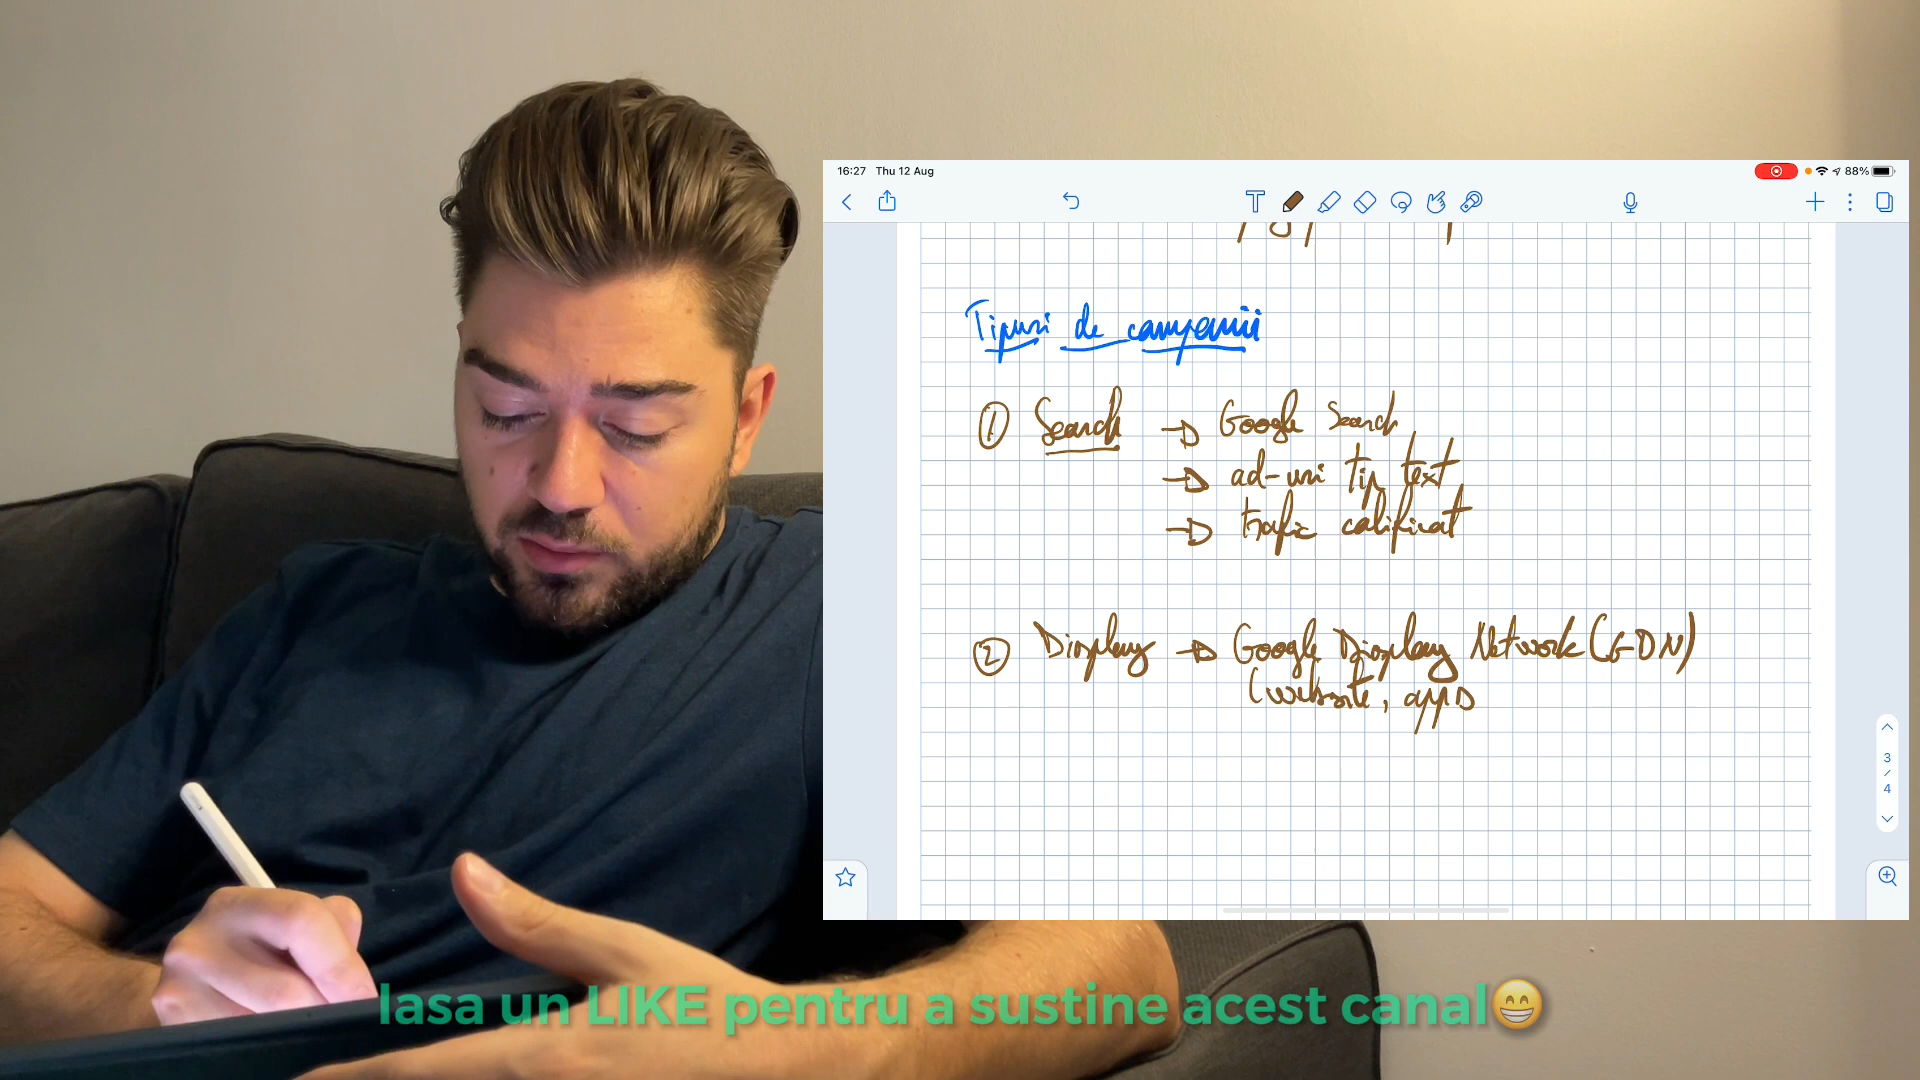 16:27 Thu 12 Aug
88%
Tipuri de campanii
① Search → Google Search
→ ad-uri tip text
→ trafic calificat
② Display → Google Display Network (GDN)
(website, apps
3
/
4
lasa un LIKE pentru a sustine acest canal😁